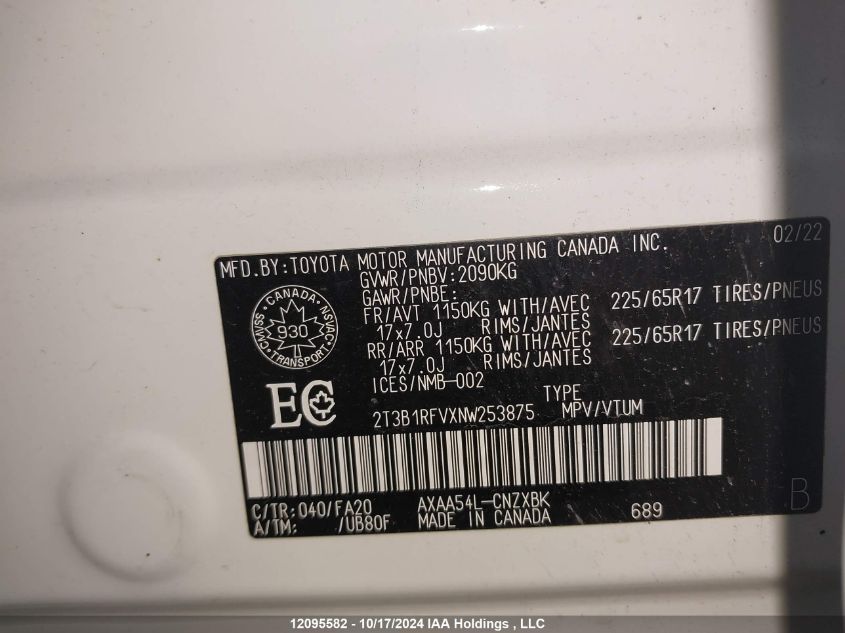 02/22
MFD.BY:TOYOTA MOTOR MANUFACTURING CANADA INC.
GVWR/PNBV:2090KG
GAWR/PNBE:
FR/AVT 1150KG WITH/AVEC 225/65R17 TIRES/PNEUS
17x7.0J RIMS/JANTES
RR/ARR 1150KG WITH/AVEC 225/65R17 TIRES/PNEUS
17x7.0J RIMS/JANTES
ICES/NMB-002
CANADA
CMVSS 930 NSVAC
TRANSPORT
EC
TYPE
2T3B1RFVXNW253875 MPV/VTUM
C/TR:040/FA20 AXAA54L-CNZXBK
A/TM: /UB80F MADE IN CANADA 689
B
12095582 - 10/17/2024 IAA Holdings , LLC